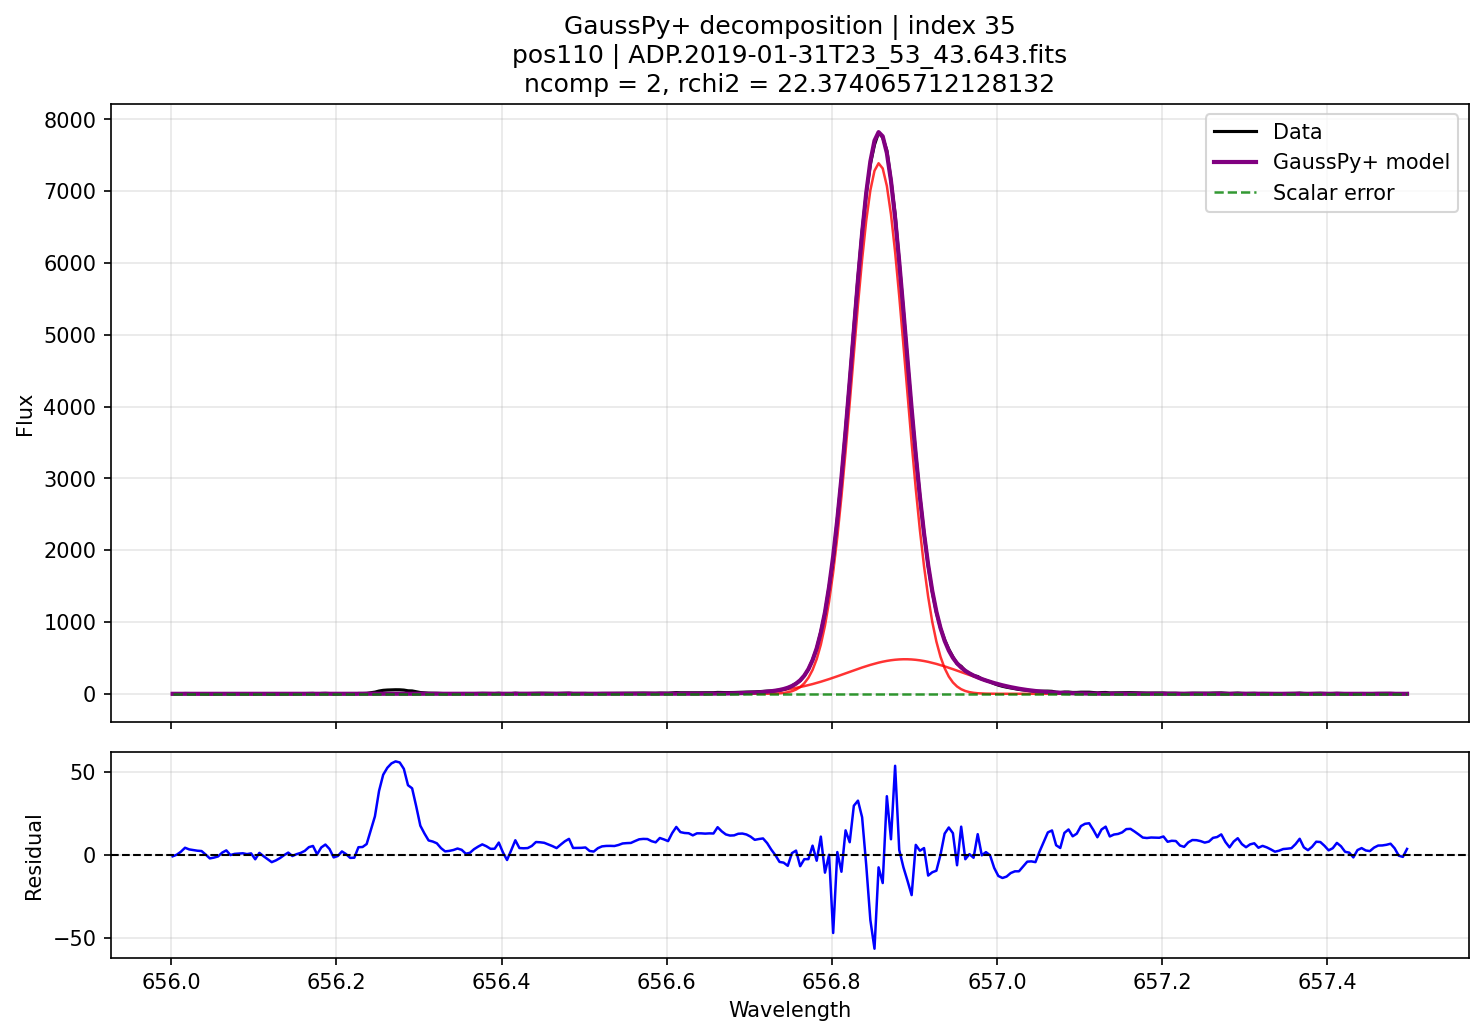 GaussPy+ decomposition | index 35
pos110 | ADP.2019-01-31T23_53_43.643.fits
ncomp = 2, rchi2 = 22.374065712128132
8000
7000
6000
5000
4000
3000
2000
1000
0
Flux
Data
GaussPy+ model
Scalar error
50
0
−50
Residual
656.0
656.2
656.4
656.6
656.8
657.0
657.2
657.4
Wavelength